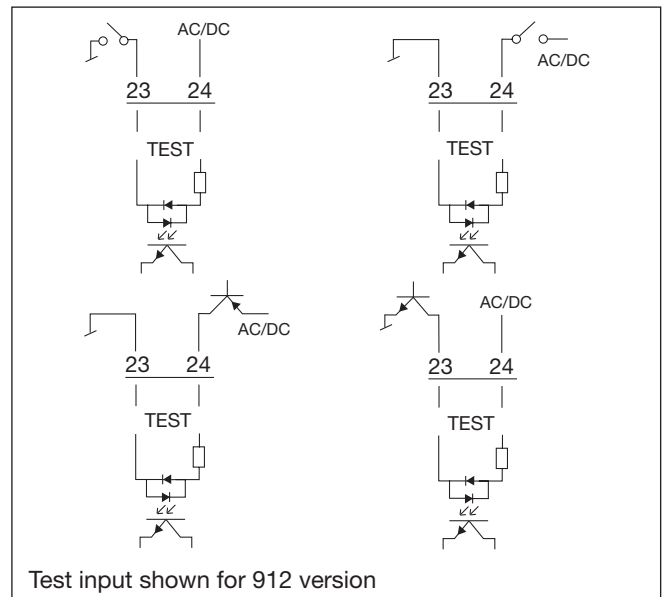 AC/DC
23 24
TEST
AC/DC
23 24
TEST
AC/DC
23 24
TEST
AC/DC
23 24
TEST
Test input shown for 912 version